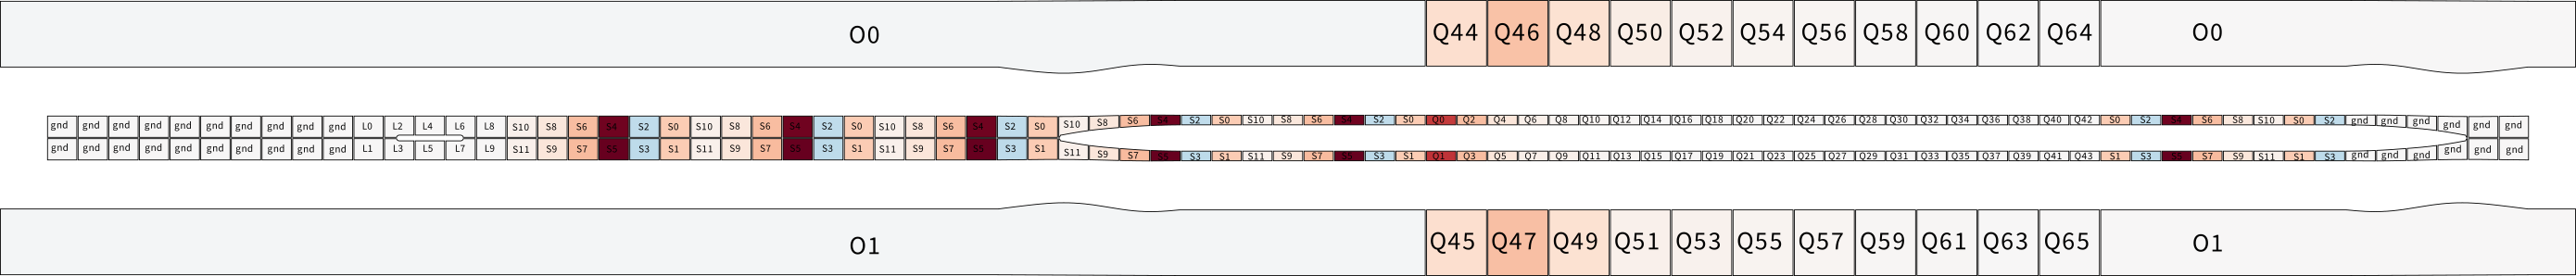 O0 Q44 Q46 Q48 Q50 Q52 Q54 Q56 Q58 Q60 Q62 Q64 O0
gnd gnd gnd gnd gnd gnd gnd gnd gnd gnd L0 L2 L4 L6 L8 S10 S8 S6 S4 S2 S0 S10 S8 S6 S4 S2 S0 S10 S8 S6 S4 S2 S0 S10 S8 S6 S4 S2 S0 S10 S8 S6 S4 S2 S0 Q0 Q2 Q4 Q6 Q8 Q10 Q12 Q14 Q16 Q18 Q20 Q22 Q24 Q26 Q28 Q30 Q32 Q34 Q36 Q38 Q40 Q42 S0 S2 S4 S6 S8 S10 S0 S2 gnd gnd gnd gnd gnd gnd
gnd gnd gnd gnd gnd gnd gnd gnd gnd gnd L1 L3 L5 L7 L9 S11 S9 S7 S5 S3 S1 S11 S9 S7 S5 S3 S1 S11 S9 S7 S5 S3 S1 S11 S9 S7 S5 S3 S1 S11 S9 S7 S5 S3 S1 Q1 Q3 Q5 Q7 Q9 Q11 Q13 Q15 Q17 Q19 Q21 Q23 Q25 Q27 Q29 Q31 Q33 Q35 Q37 Q39 Q41 Q43 S1 S3 S5 S7 S9 S11 S1 S3 gnd gnd gnd gnd gnd gnd
O1 Q45 Q47 Q49 Q51 Q53 Q55 Q57 Q59 Q61 Q63 Q65 O1